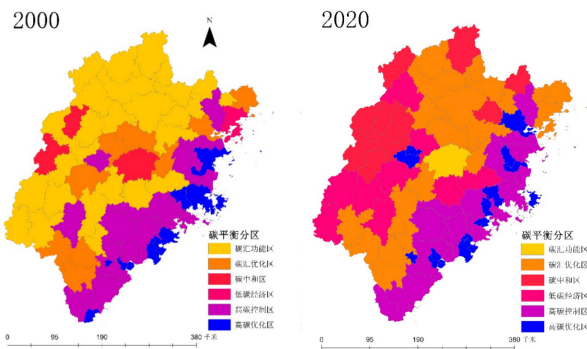 2000
N
碳平衡分区
碳汇功能区
碳汇优化区
碳中和区
低碳经济区
高碳控制区
高碳优化区
0 95 190 380 千米
2020
碳平衡分区
碳汇功能区
碳汇优化区
碳中和区
低碳经济区
高碳控制区
高碳优化区
0 95 190 380 千米